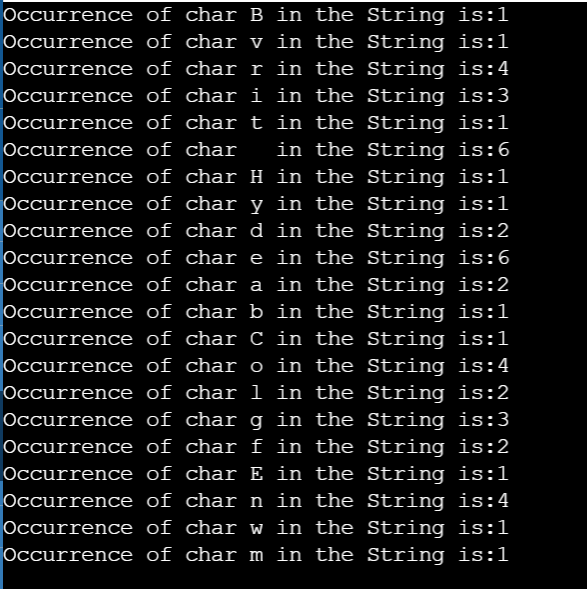 Occurrence of char B in the String is:1
Occurrence of char v in the String is:1
Occurrence of char r in the String is:4
Occurrence of char i in the String is:3
Occurrence of char t in the String is:1
Occurrence of char   in the String is:6
Occurrence of char H in the String is:1
Occurrence of char y in the String is:1
Occurrence of char d in the String is:2
Occurrence of char e in the String is:6
Occurrence of char a in the String is:2
Occurrence of char b in the String is:1
Occurrence of char C in the String is:1
Occurrence of char o in the String is:4
Occurrence of char l in the String is:2
Occurrence of char g in the String is:3
Occurrence of char f in the String is:2
Occurrence of char E in the String is:1
Occurrence of char n in the String is:4
Occurrence of char w in the String is:1
Occurrence of char m in the String is:1